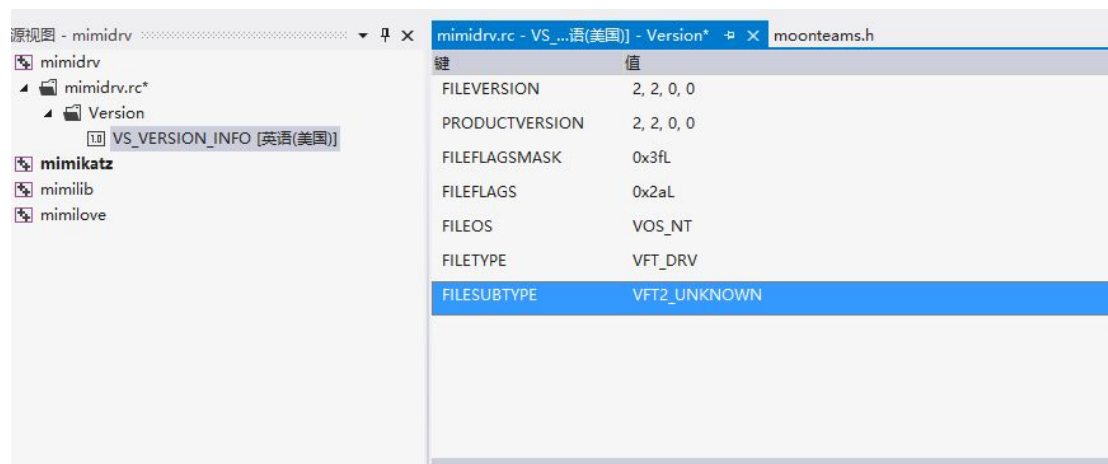 源视图 - mimidrv
mimidrv
mimidrv.rc*
Version
VS_VERSION_INFO [英语(美国)]
mimikatz
mimilib
mimilove
mimidrv.rc - VS_...语(美国)] - Version*
moonteams.h
键 值
FILEVERSION 2, 2, 0, 0
PRODUCTVERSION 2, 2, 0, 0
FILEFLAGSMASK 0x3fL
FILEFLAGS 0x2aL
FILEOS VOS_NT
FILETYPE VFT_DRV
FILESUBTYPE VFT2_UNKNOWN